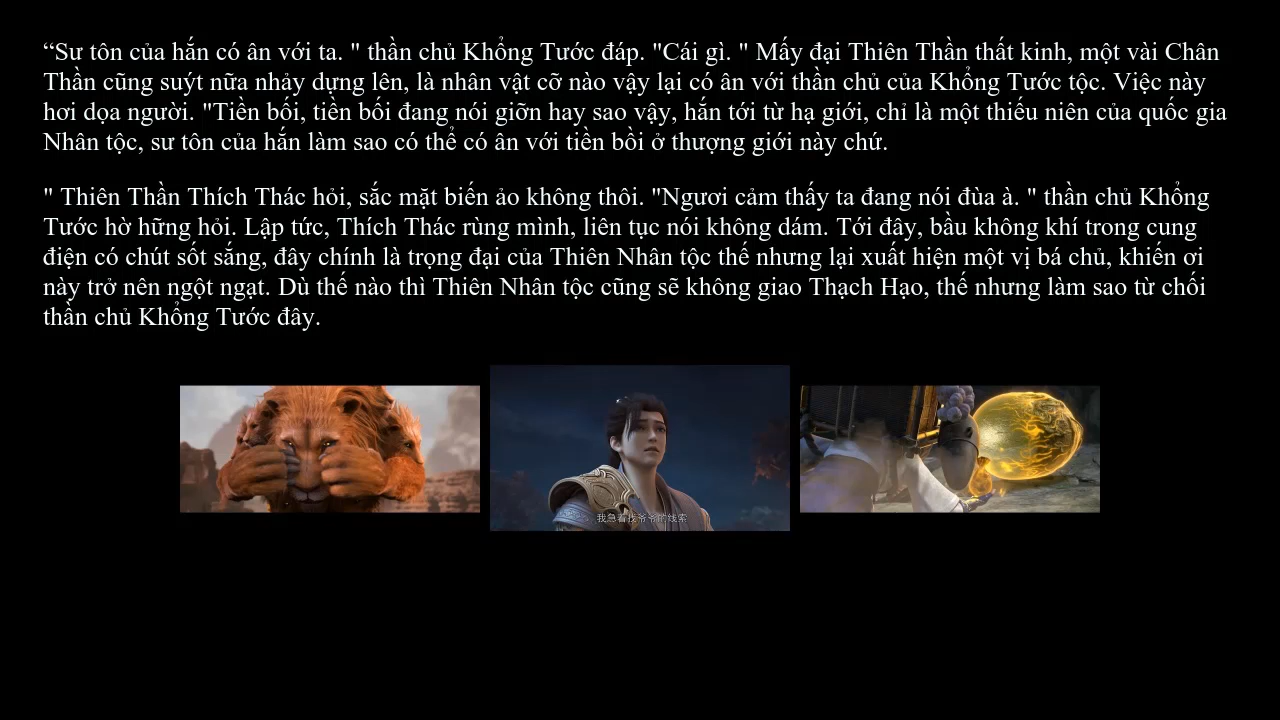 “Sư tôn của hắn có ân với ta. " thần chủ Khổng Tước đáp. "Cái gì. " Mấy đại Thiên Thần thất kinh, một vài Chân
Thần cũng suýt nữa nhảy dựng lên, là nhân vật cỡ nào vậy lại có ân với thần chủ của Khổng Tước tộc. Việc này
hơi dọa người. "Tiền bối, tiền bối đang nói giỡn hay sao vậy, hắn tới từ hạ giới, chỉ là một thiếu niên của quốc gia
Nhân tộc, sư tôn của hắn làm sao có thể có ân với tiền bồi ở thượng giới này chứ.
" Thiên Thần Thích Thác hỏi, sắc mặt biến ảo không thôi. "Ngươi cảm thấy ta đang nói đùa à. " thần chủ Khổng
Tước hờ hững hỏi. Lập tức, Thích Thác rùng mình, liên tục nói không dám. Tới đây, bầu không khí trong cung
điện có chút sốt sắng, đây chính là trọng đại của Thiên Nhân tộc thế nhưng lại xuất hiện một vị bá chủ, khiến ơi
này trở nên ngột ngạt. Dù thế nào thì Thiên Nhân tộc cũng sẽ không giao Thạch Hạo, thế nhưng làm sao từ chối
thần chủ Khổng Tước đây.
我急着找爷爷的线索